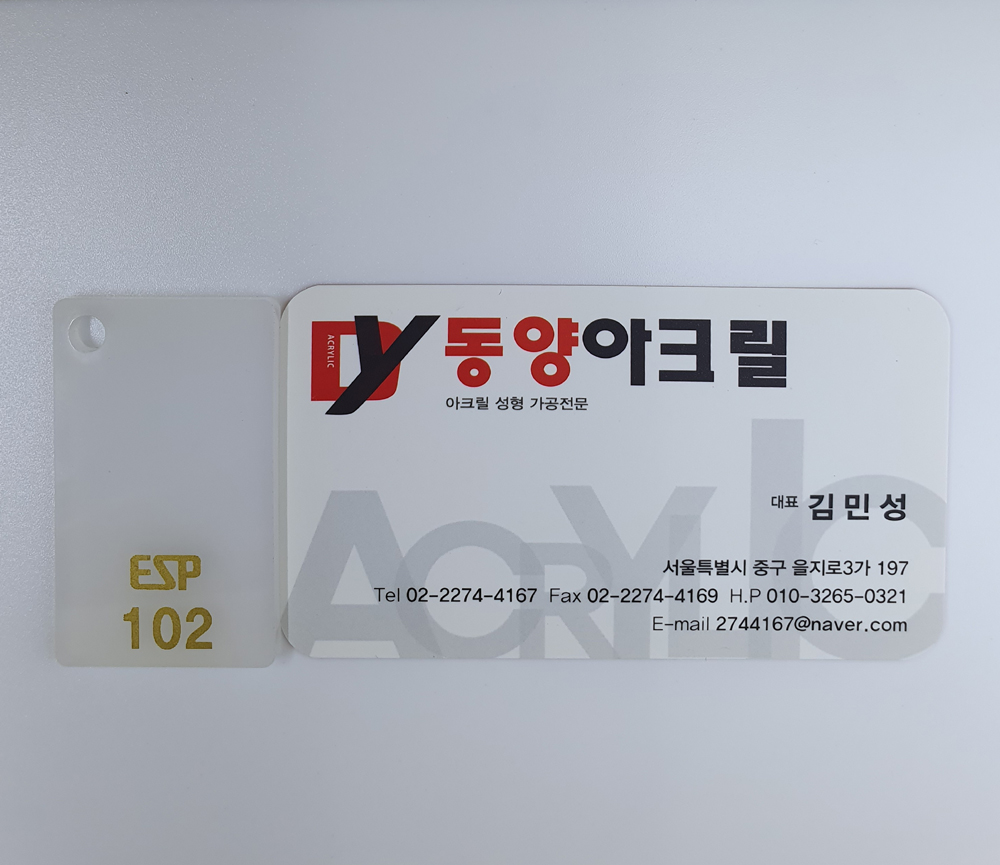 ESP
102
ACRYLIC
Dy 동양아크릴
아크릴 성형 가공전문
ACRYLIC
대표 김민성
서울특별시 중구 을지로3가 197
Tel 02-2274-4167 Fax 02-2274-4169 H.P 010-3265-0321
E-mail 2744167@naver.com